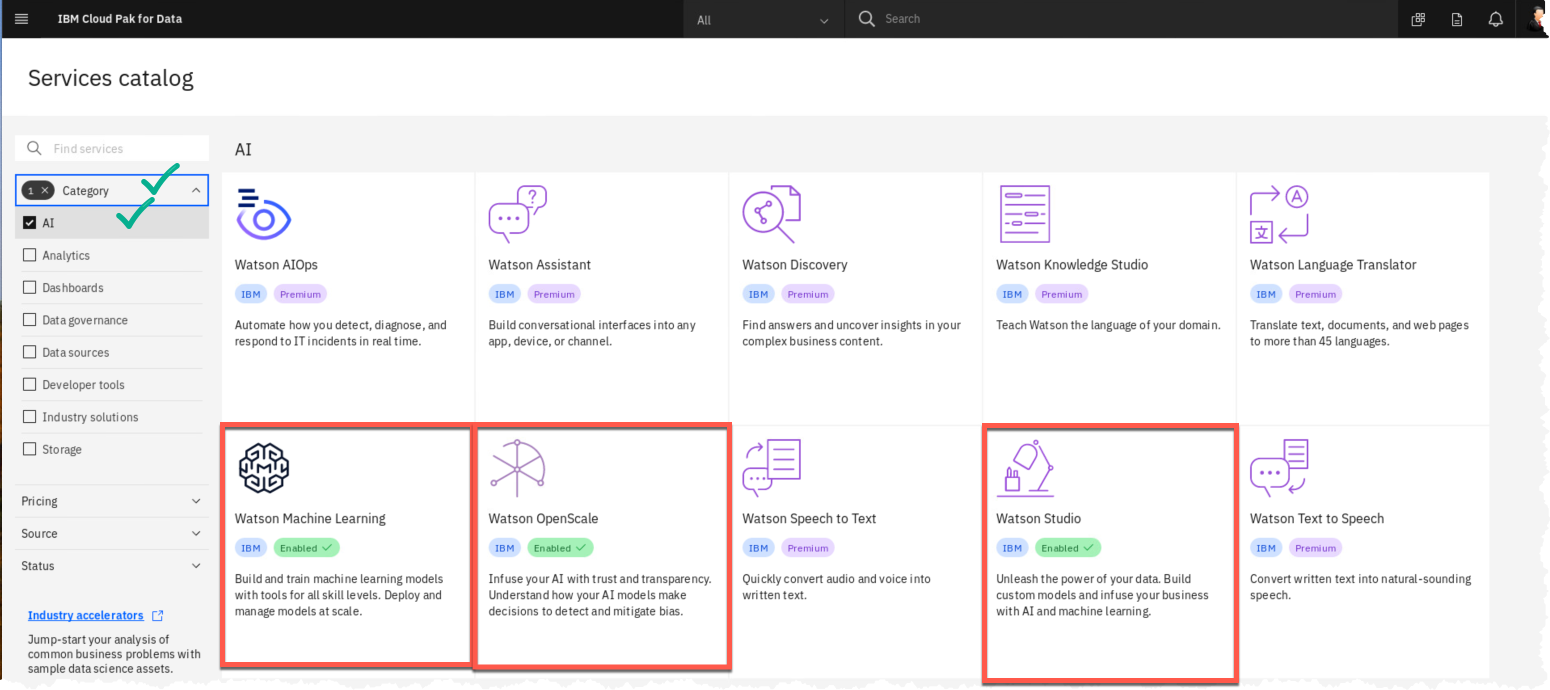 IBM Cloud Pak for Data
All
Search
Services catalog
Find services
1 × Category
AI
Analytics
Dashboards
Data governance
Data sources
Developer tools
Industry solutions
Storage
Pricing
Source
Status
Industry accelerators
Jump-start your analysis of
common business problems with
sample data science assets.
AI
Watson AIOps
IBM Premium
Automate how you detect, diagnose, and
respond to IT incidents in real time.
?
Watson Assistant
IBM Premium
Build conversational interfaces into any
app, device, or channel.
Watson Discovery
IBM Premium
Find answers and uncover insights in your
complex business content.
Watson Knowledge Studio
IBM Premium
Teach Watson the language of your domain.
A
文
Watson Language Translator
IBM Premium
Translate text, documents, and web pages
to more than 45 languages.
Watson Machine Learning
IBM Enabled ✓
Build and train machine learning models
with tools for all skill levels. Deploy and
manage models at scale.
Watson OpenScale
IBM Enabled ✓
Infuse your AI with trust and transparency.
Understand how your AI models make
decisions to detect and mitigate bias.
Watson Speech to Text
IBM Premium
Quickly convert audio and voice into
written text.
Watson Studio
IBM Enabled ✓
Unleash the power of your data. Build
custom models and infuse your business
with AI and machine learning.
Watson Text to Speech
IBM Premium
Convert written text into natural-sounding
speech.